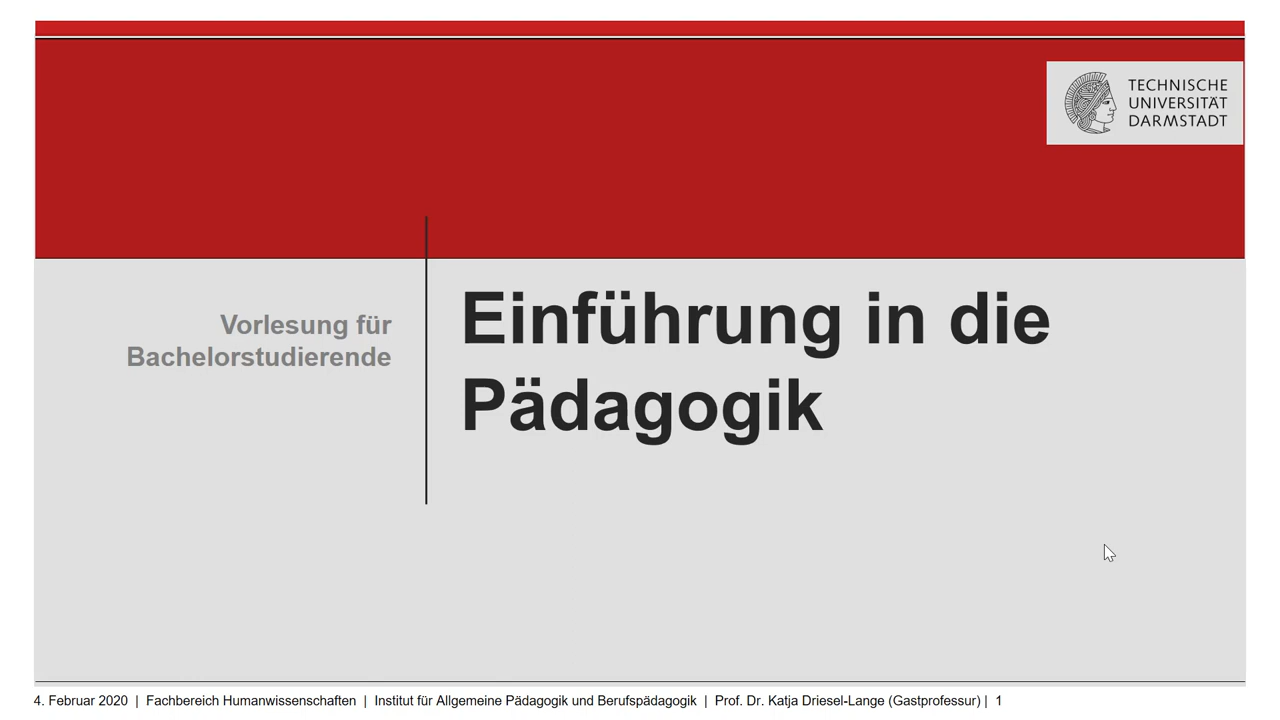 TECHNISCHE
UNIVERSITÄT
DARMSTADT
Vorlesung für
Bachelorstudierende
Einführung in die
Pädagogik
4. Februar 2020 | Fachbereich Humanwissenschaften | Institut für Allgemeine Pädagogik und Berufspädagogik | Prof. Dr. Katja Driesel-Lange (Gastprofessur) | 1